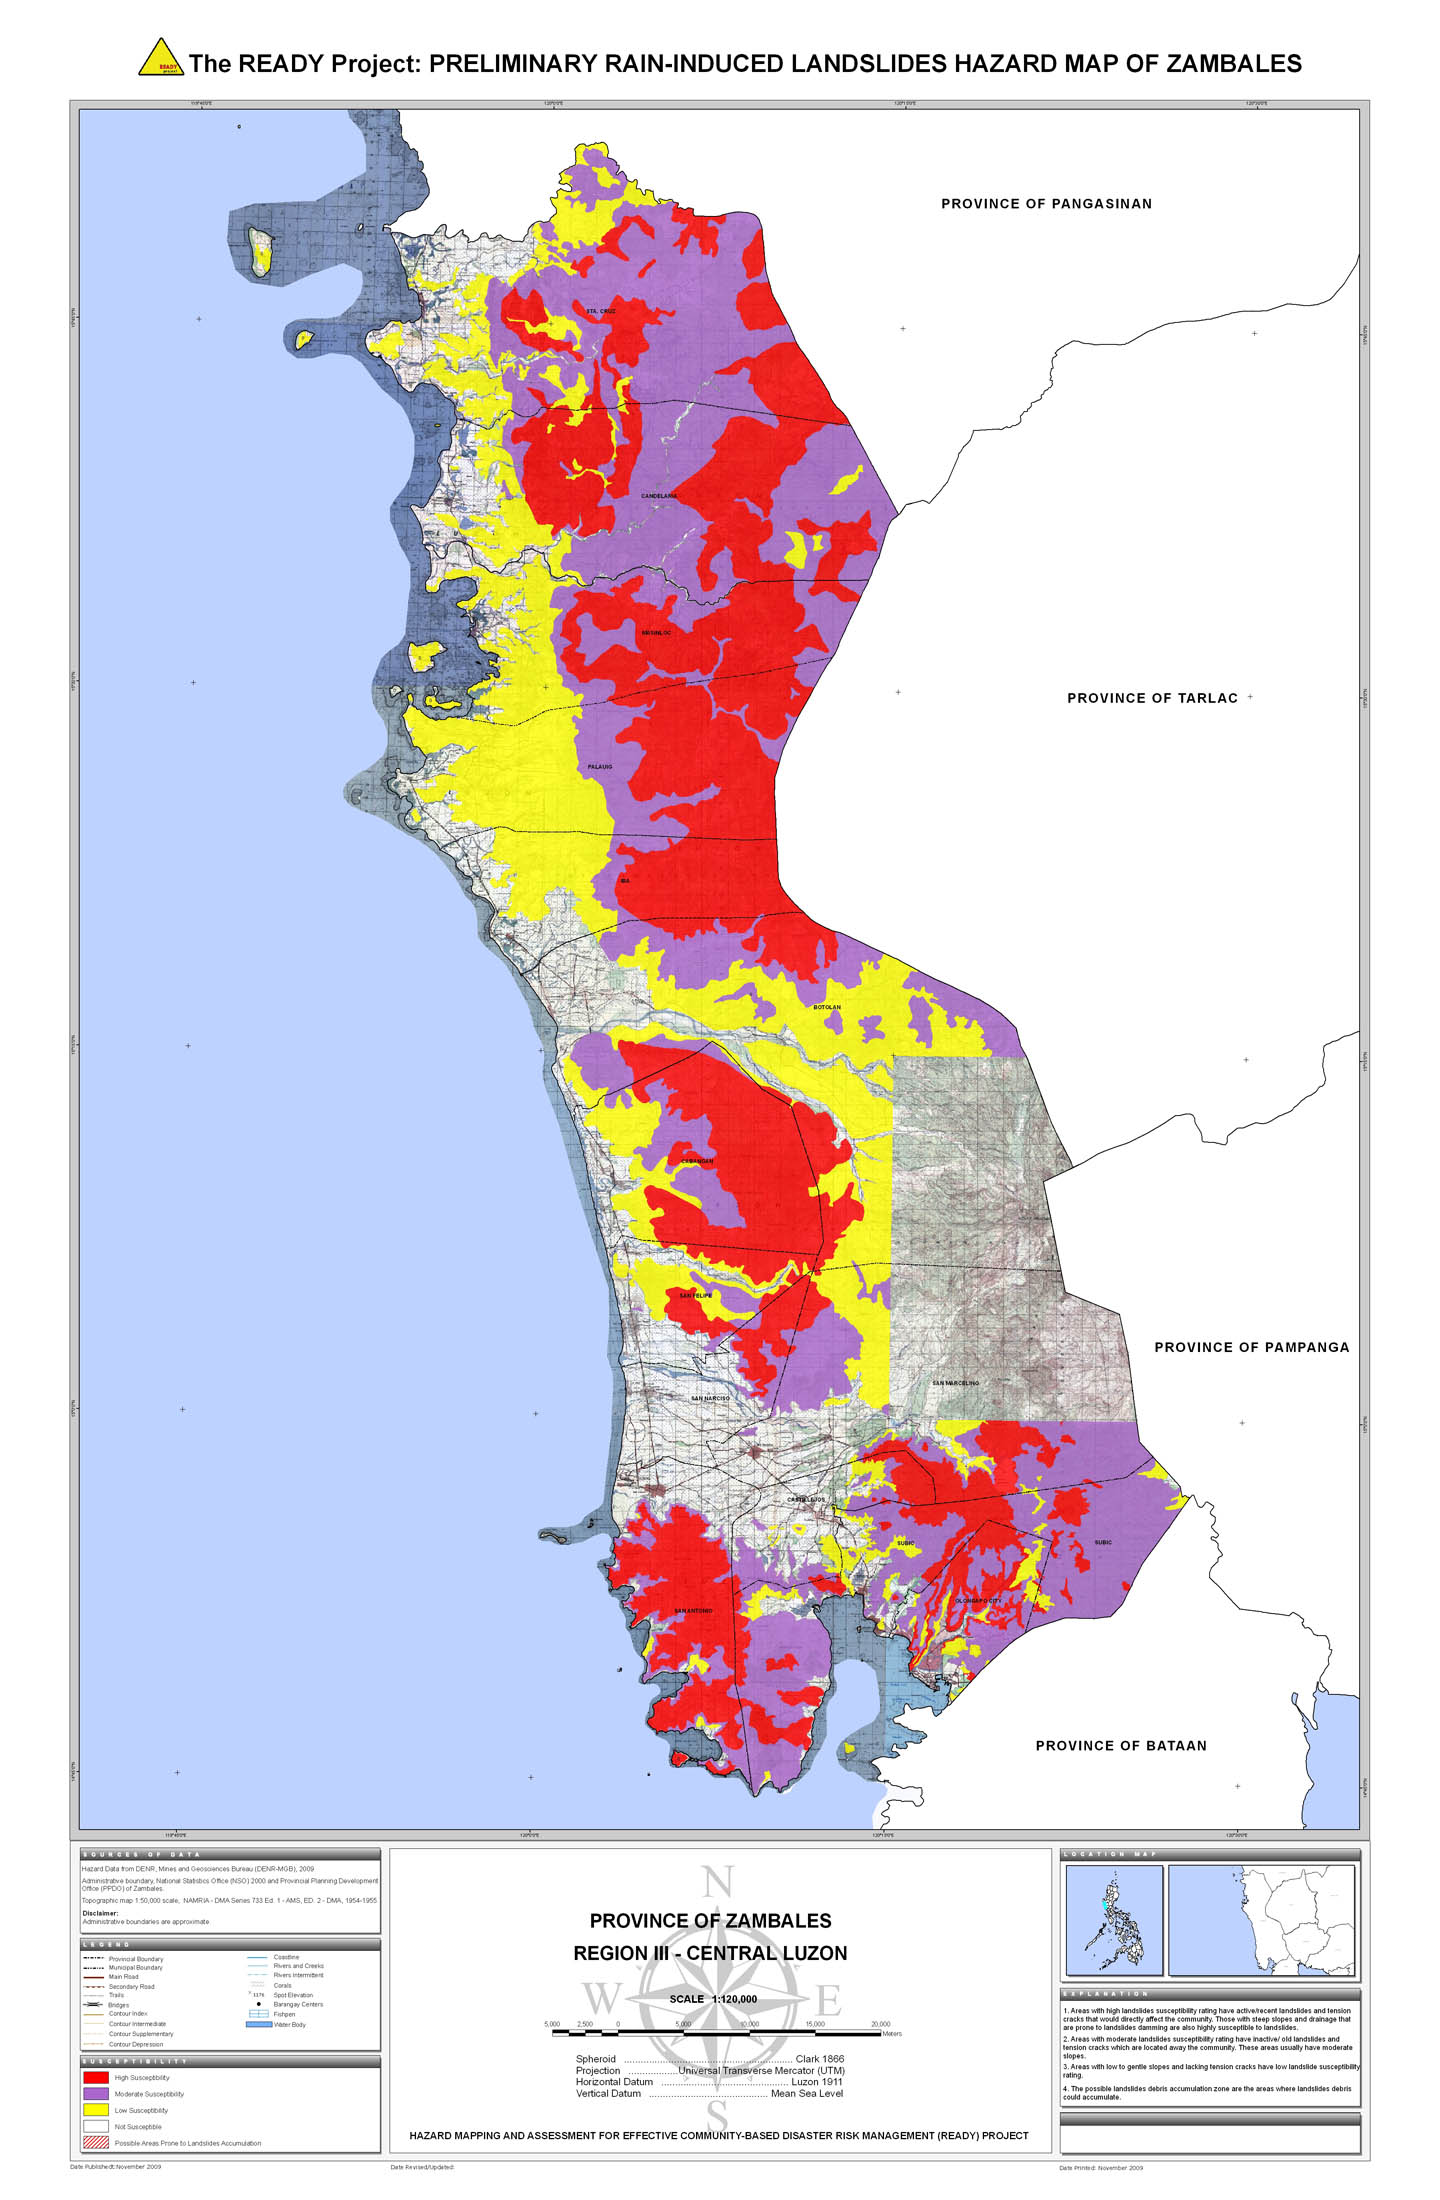 READY
project
The READY Project: PRELIMINARY RAIN-INDUCED LANDSLIDES HAZARD MAP OF ZAMBALES
PROVINCE OF PANGASINAN
STA. CRUZ
CANDELARIA
MASINLOC
PROVINCE OF TARLAC
PALAUIG
IBA
BOTOLAN
CABANGAN
SAN FELIPE
PROVINCE OF PAMPANGA
SAN MARCELINO
SAN NARCISO
CASTILLEJOS
SUBIC
SUBIC
OLONGAPO CITY
SAN ANTONIO
PROVINCE OF BATAAN
SOURCES OF DATA
Hazard Data from DENR, Mines and Geosciences Bureau (DENR-MGB), 2009
Administrative boundary, National Statistics Office (NSO) 2000 and Provincial Planning Development
Office (PPDO) of Zambales.
Topographic map 1:50,000 scale, NAMRIA - DMA Series 733 Ed. 1 - AMS, ED. 2 - DMA, 1954-1955
Disclaimer:
Administrative boundaries are approximate
LEGEND
Provincial Boundary
Municipal Boundary
Main Road
Secondary Road
Trails
Bridges
Contour Index
Contour Intermediate
Contour Supplementary
Contour Depression
Coastline
Rivers and Creeks
Rivers Intermittent
Corals
Spot Elevation
Barangay Centers
Fishpen
Water Body
SUSCEPTIBILITY
High Susceptibility
Moderate Susceptibility
Low Susceptibility
Not Susceptible
Possible Areas Prone to Landslides Accumulation
N
PROVINCE OF ZAMBALES
REGION III - CENTRAL LUZON
W
E
SCALE 1:120,000
5,000 2,500 0 5,000 10,000 15,000 20,000
Meters
Spheroid Clark 1866
Projection Universal Transverse Mercator (UTM)
Horizontal Datum Luzon 1911
Vertical Datum Mean Sea Level
S
HAZARD MAPPING AND ASSESSMENT FOR EFFECTIVE COMMUNITY-BASED DISASTER RISK MANAGEMENT (READY) PROJECT
LOCATION MAP
EXPLANATION
1. Areas with high landslides susceptibility rating have active/recent landslides and tension
cracks that would directly affect the community. Those with steep slopes and drainage that
are prone to landslides damming are also highly susceptible to landslides.
2. Areas with moderate landslides susceptibility rating have inactive/ old landslides and
tension cracks which are located away the community. These areas usually have moderate
slopes.
3. Areas with low to gentle slopes and lacking tension cracks have low landslide susceptibility
rating.
4. The possible landslides debris accumulation zone are the areas where landslides debris
could accumulate.
Date Published: November 2009
Date Revised/Updated:
Date Printed: November 2009